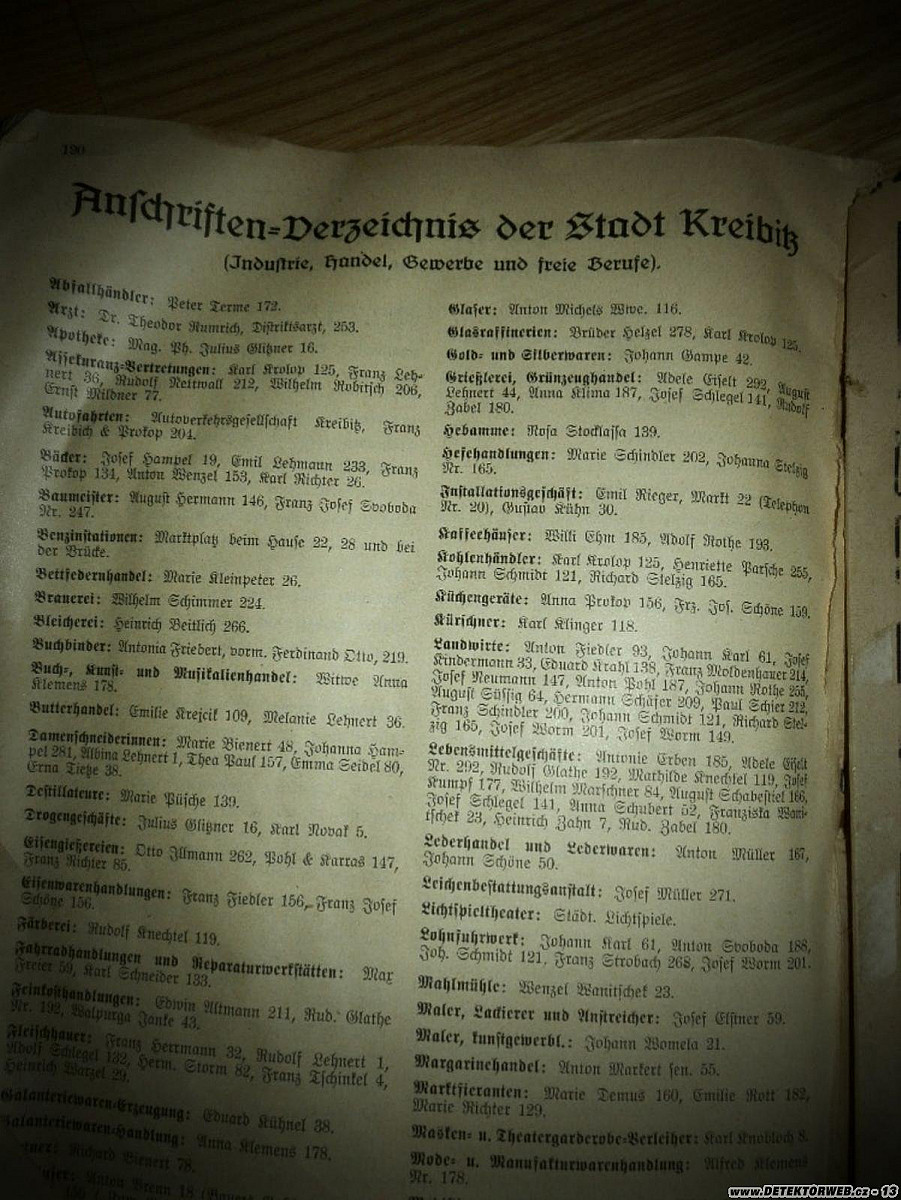 190
Anschriften=Verzeichnis der Stadt Kreibitz
(Industrie, Handel, Gewerbe und freie Berufe).
Abfallhändler: Peter Terme 172.
Arzt: Dr. Theodor Rumrich, Distriktsarzt, 253.
Apotheke: Mag. Ph. Julius Glitzner 16.
Assekuranz=Vertretungen: Karl Krolop 125, Franz Leh=
nert 36, Rudolf Nettwall 212, Wilhelm Robitsch 206,
Ernst Mildner 77.
Autofahrten: Autoverkehrsgesellschaft Kreibitz, Franz
Kreibich & Prokop 204.
Bäcker: Josef Hampel 19, Emil Lehmann 233, Franz
Prokop 134, Anton Wenzel 153, Karl Richter 26.
Baumeister: August Hermann 146, Franz Josef Svoboda
Nr. 247.
Benzinstationen: Marktplatz beim Hause 22, 28 und bei
der Brücke.
Bettfedernhandel: Marie Kleinpeter 26.
Brauerei: Wilhelm Schimmer 224.
Bleicherei: Heinrich Beitlich 266.
Buchbinder: Antonia Friebert, vorm. Ferdinand Otto, 219.
Buch=, Kunst= und Musikalienhandel: Witwe Anna
Klemens 178.
Butterhandel: Emilie Krejcik 109, Melanie Lehnert 36.
Damenschneiderinnen: Marie Bienert 48, Johanna Ham=
pel 281, Albina Lehnert 1, Thea Paul 157, Emma Seidel 80,
Erna Tietze 38.
Destillateure: Marie Püsche 139.
Drogengeschäfte: Julius Glitzner 16, Karl Novak 5.
Eisengießereien: Otto Illmann 262, Pohl & Karras 147,
Franz Richter 85.
Eisenwarenhandlungen: Franz Fiedler 156, Franz Josef
Schöne 156.
Färberei: Rudolf Knechtel 119.
Fahrradhandlungen und Reparaturwerkstätten: Max
Freier 59, Karl Schneider 133.
Feinkosthandlungen: Edwin Altmann 211, Rud. Glathe
Nr. 192, Walpurga Janke 43.
Fleischhauer: Franz Herrmann 32, Rudolf Lehnert 1,
Adolf Schlegel 132, Herm. Storm 82, Franz Tschinkel 4,
Heinrich Warzel 29.
Galanteriewaren=Erzeugung: Eduard Kühnel 38.
Galanteriewaren=Handlung: Anna Klemens 178.
Richard Bienert 78.
Anton Brenn 18
Glaser: Anton Michels Wwe. 116.
Glasraffinerien: Brüder Helzel 278, Karl Krolop 125.
Gold= und Silberwaren: Johann Gampe 42.
Grießlerei, Grünzeughandel: Adele Eiselt 292, August
Lehnert 44, Anna Klima 187, Josef Schlegel 141, Rudolf
Zabel 180.
Hebamme: Rosa Stocklassa 139.
Hefehandlungen: Marie Schindler 202, Johanna Stelzig
Nr. 165.
Installationsgeschäft: Emil Rieger, Markt 22 (Telephon
Nr. 20), Gustav Kühn 30.
Kaffeehäuser: Willi Ehm 185, Adolf Rothe 193.
Kohlenhändler: Karl Krolop 125, Henriette Parsche 255,
Johann Schmidt 121, Richard Stelzig 165.
Küchengeräte: Anna Prokop 156, Frz. Jos. Schöne 159.
Kürschner: Karl Klinger 118.
Landwirte: Anton Fiedler 93, Johann Karl 61, Josef
Kindermann 33, Eduard Krahl 138, Franz Moldenhauer 214,
Josef Neumann 147, Anton Pohl 187, Johann Rothe 255,
August Süssig 64, Hermann Schäfer 209, Paul Schier 212,
Franz Schindler 200, Johann Schmidt 121, Richard Stel=
zig 165, Josef Worm 201, Josef Worm 149.
Lebensmittelgeschäfte: Antonie Erben 185, Adele Eiselt
Nr. 292, Rudolf Glathe 192, Mathilde Knechtel 119, Josef
Kumpf 177, Wilhelm Marschner 84, August Schabestiel 166,
Josef Schlegel 141, Anna Schubert 52, Franziska Wani=
tschek 23, Heinrich Zahn 7, Rud. Zabel 180.
Lederhandel und Lederwaren: Anton Müller 167,
Johann Schöne 50.
Leichenbestattungsanstalt: Josef Müller 271.
Lichtspieltheater: Städt. Lichtspiele.
Lohnfuhrwerk: Johann Karl 61, Anton Svoboda 188,
Joh. Schmidt 121, Franz Strobach 268, Josef Worm 201.
Mahlmühle: Wenzel Wanitschek 23.
Maler, Lackierer und Anstreicher: Josef Elstner 59.
Maler, kunstgewerbl.: Johann Womela 21.
Margarinehandel: Anton Markert sen. 55.
Marktfieranten: Marie Demus 160, Emilie Rott 182,
Marie Richter 129.
Masken= u. Theatergarderobe=Verleiher: Karl Knobloch 8.
Mode= u. Manufakturwarenhandlung: Alfred Klemens
Nr. 178.
www.DETEKTORWEB.cz - 13